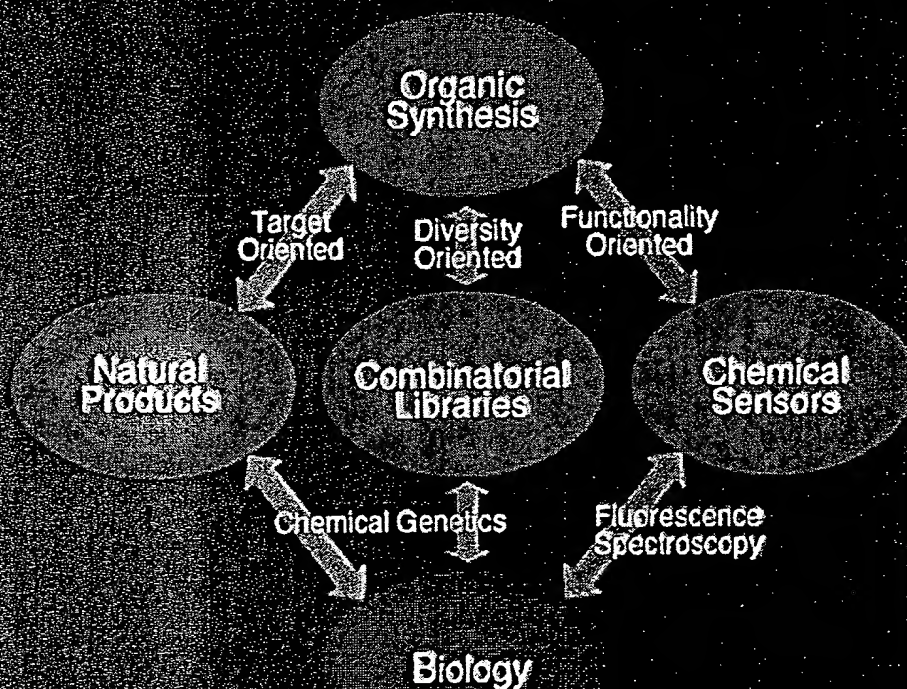 Organic
Synthesis
Target
Oriented
Diversity
Oriented
Functionality
Oriented
Natural
Products
Combinatorial
Libraries
Chemical
Sensors
Chemical Genetics
Fluorescence
Spectroscopy
Biology